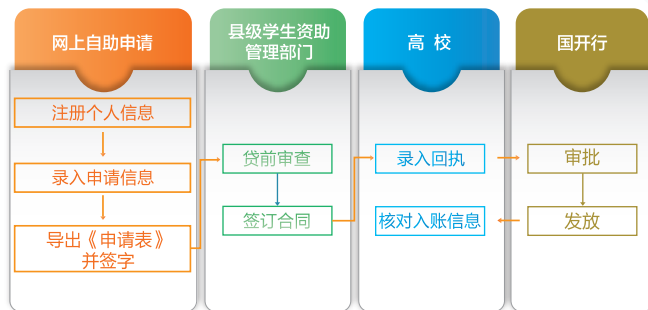 网上自助申请
县级学生资助
管理部门
高 校
国开行
注册个人信息
录入申请信息
导出《申请表》
并签字
贷前审查
签订合同
录入回执
核对入账信息
审批
发放